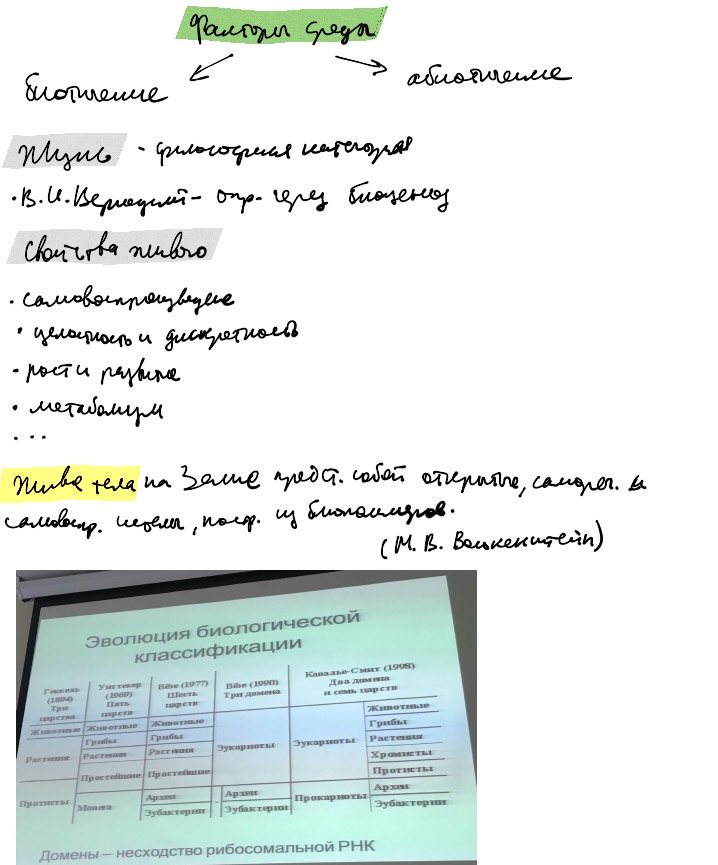 Факторы среды
биотические
абиотические
Жизнь - философская категория
• В. И. Вернадский - опр. через биоценоз
Свойства живого
• самовоспроизведение
• целостность и дискретность
• рост и развитие
• метаболизм
• ...
Живые тела на Земле предст. собой открытые, саморег. и
самовоспр. системы, постр. из биополимеров.
(М. В. Волькенштейн)
Эволюция биологической
классификации
Геккель (1894) Три царства
Уиттекер (1969) Пять царств
Вёзе (1977) Шесть царств
Вёзе (1990) Три домена
Кавалье-Смит (1998) Два домена и семь царств
Животные Животные Животные Эукариоты Эукариоты Животные
Растения Грибы Грибы Грибы
Растения Растения Растения
Хромисты
Простейшие Простейшие Протисты
Протисты Monera Археи Археи Прокариоты Археи
Эубактерии Эубактерии Эубактерии
Домены – несходство рибосомальной РНК